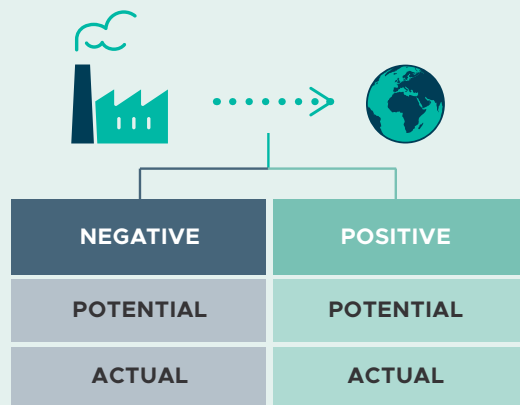 NEGATIVE
POSITIVE
POTENTIAL
POTENTIAL
ACTUAL
ACTUAL